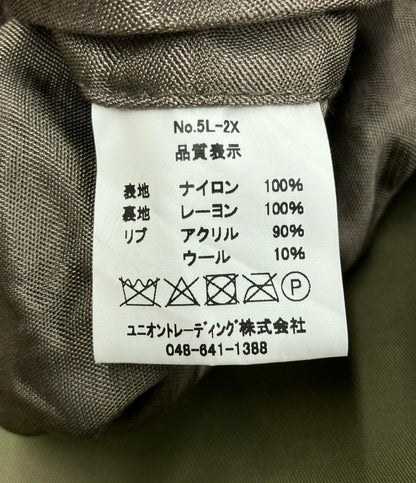 No.5L-2X
品質表示
表地 ナイロン 100%
裏地 レーヨン 100%
リブ アクリル 90%
ウール 10%
P
ユニオントレーディング株式会社
048-641-1388